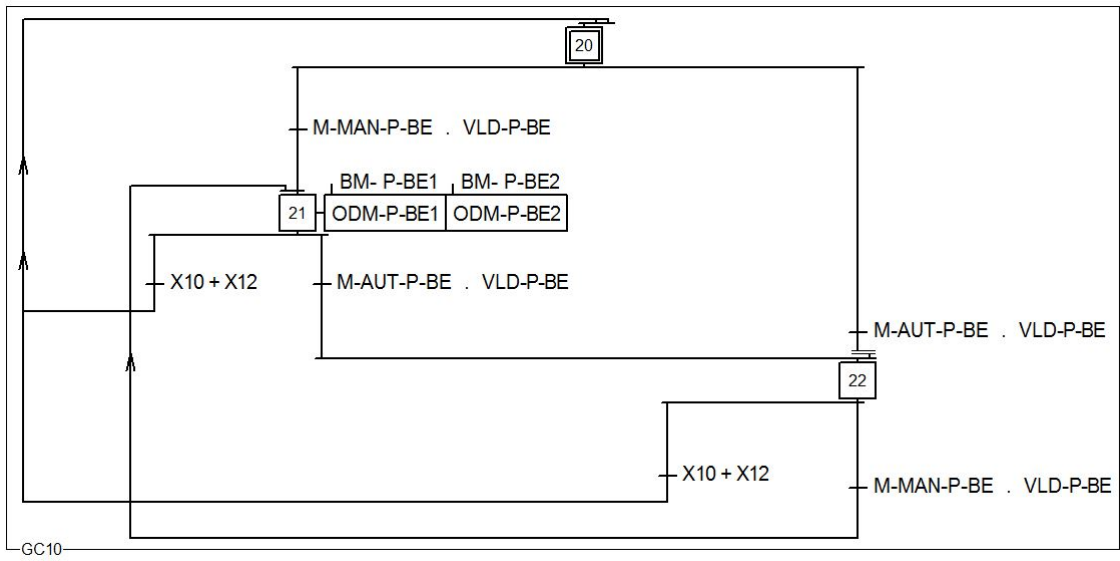 20
M-MAN-P-BE . VLD-P-BE
BM- P-BE1 BM- P-BE2
21 ODM-P-BE1 ODM-P-BE2
X10 + X12 M-AUT-P-BE . VLD-P-BE
M-AUT-P-BE . VLD-P-BE
22
X10 + X12 M-MAN-P-BE . VLD-P-BE
GC10